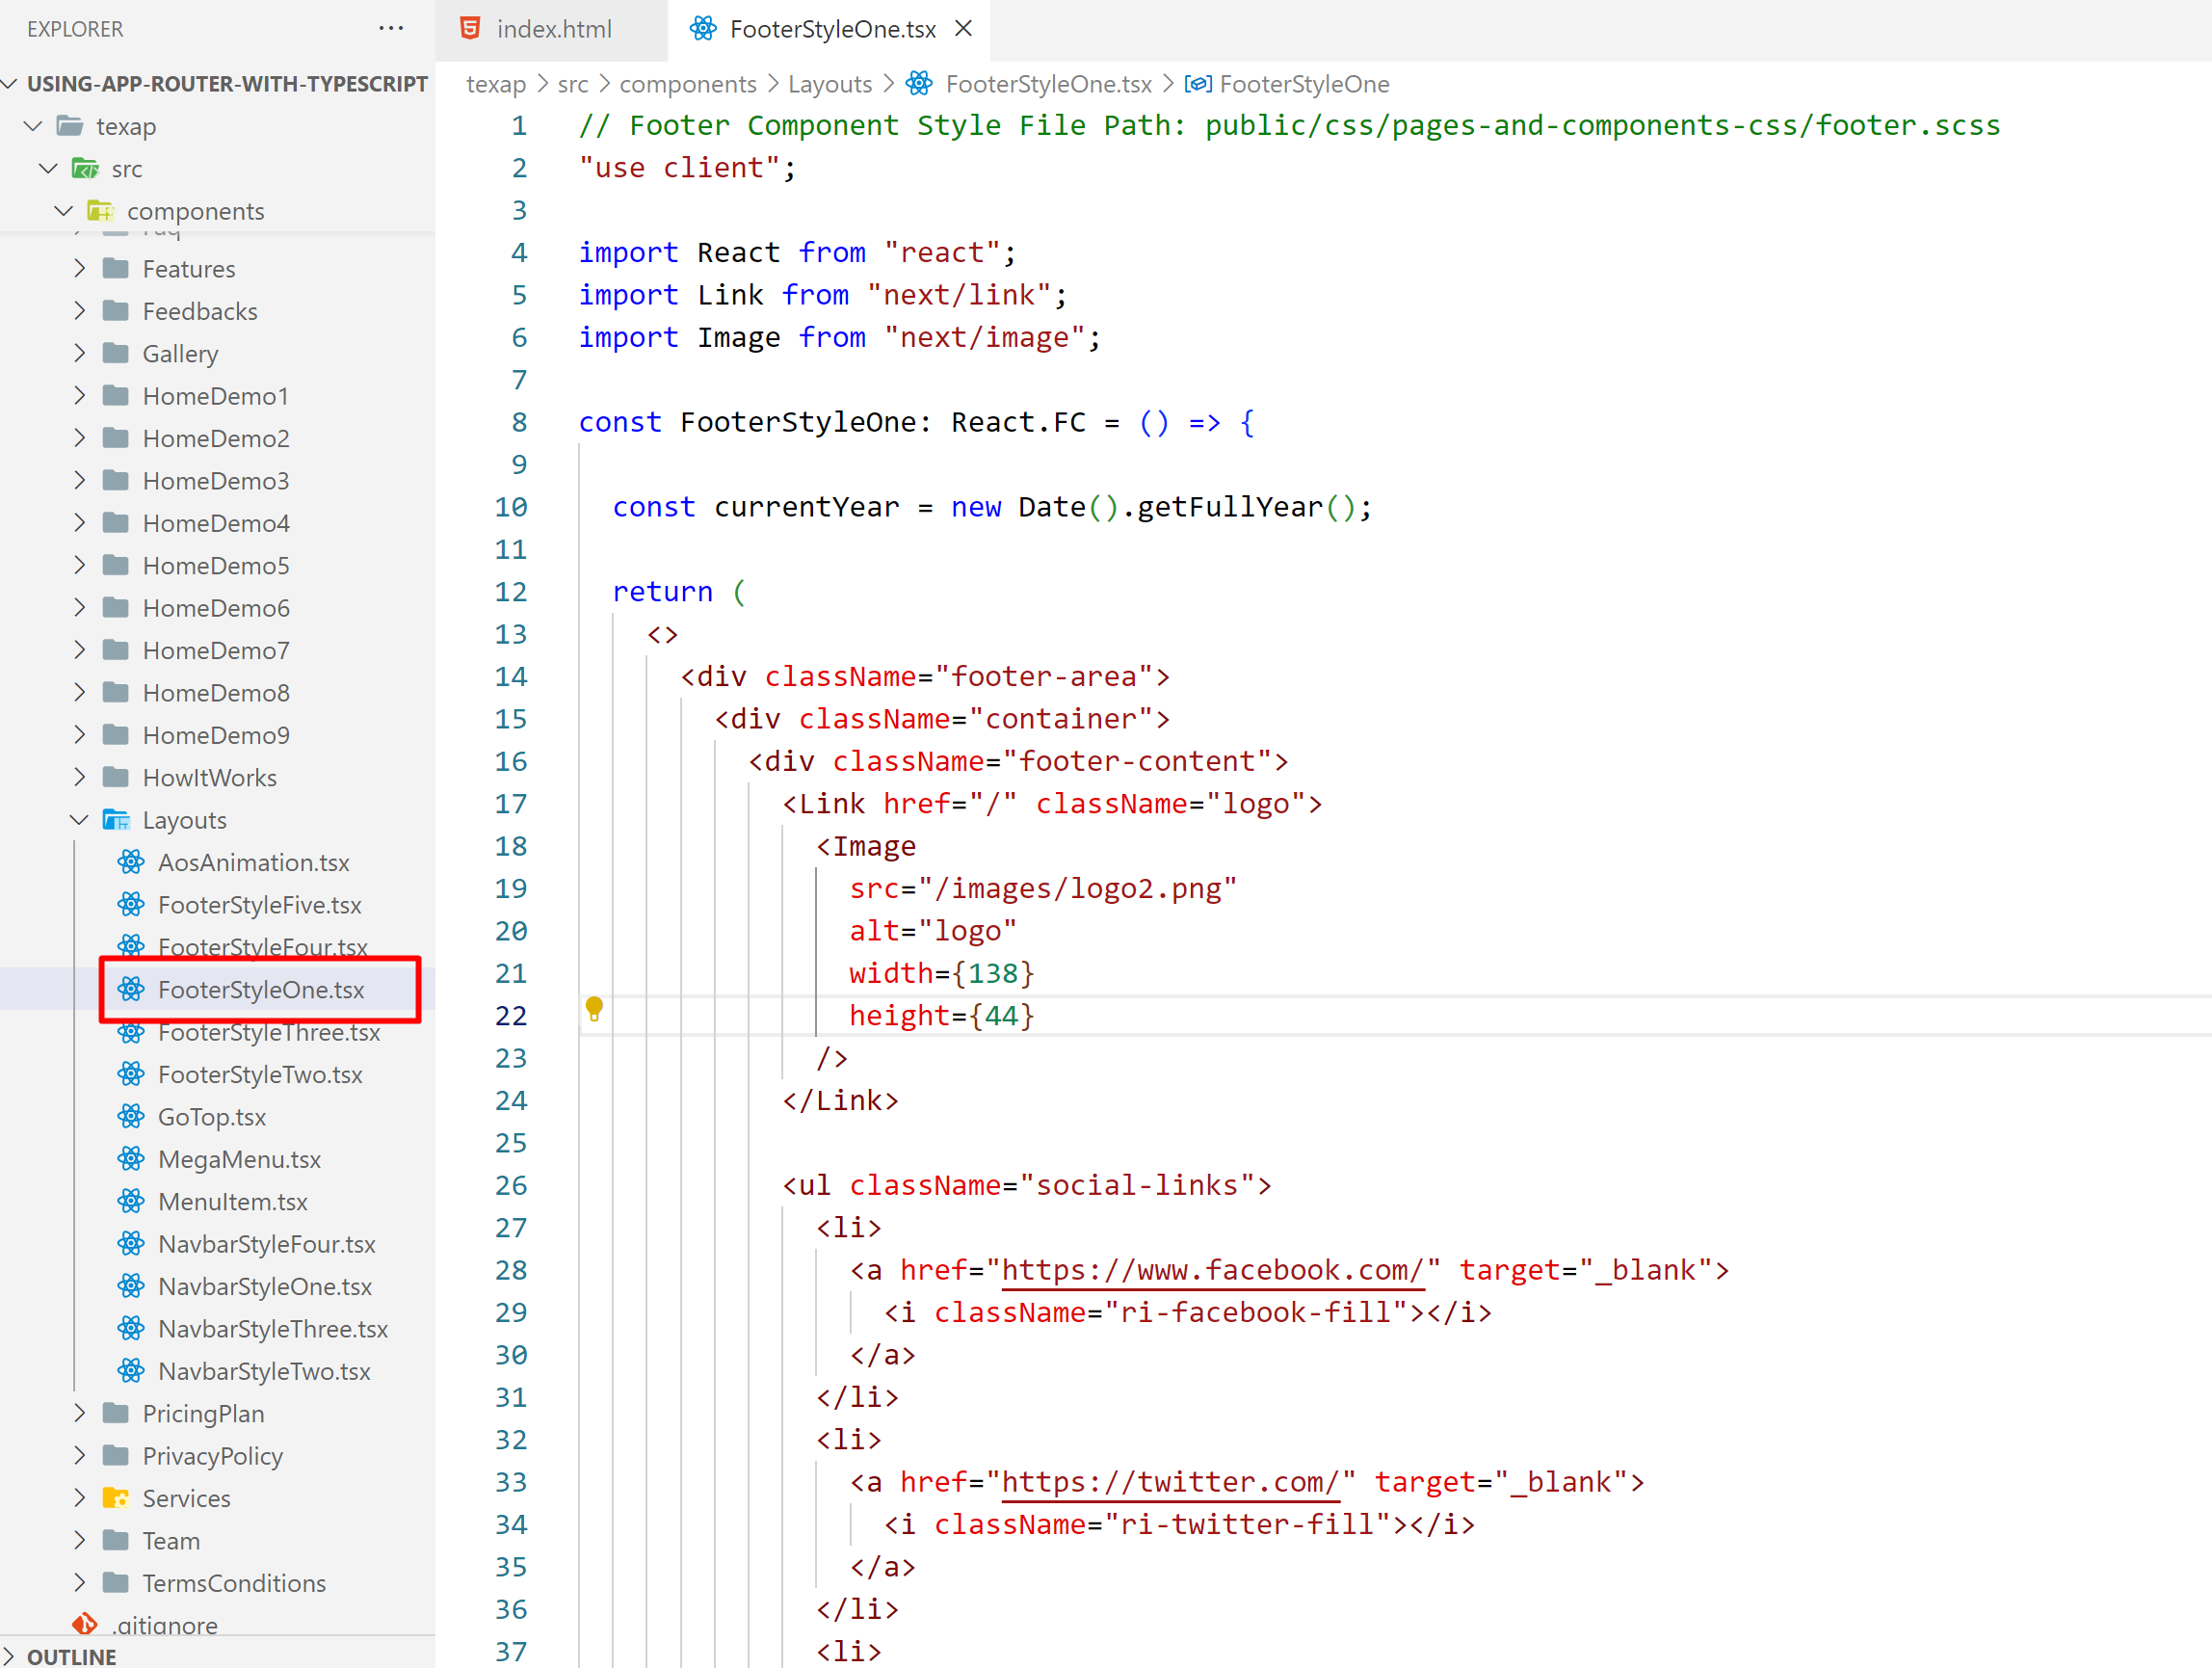 EXPLORER
USING-APP-ROUTER-WITH-TYPESCRIPT
texap
src
components
Features
Feedbacks
Gallery
HomeDemo1
HomeDemo2
HomeDemo3
HomeDemo4
HomeDemo5
HomeDemo6
HomeDemo7
HomeDemo8
HomeDemo9
HowItWorks
Layouts
AosAnimation.tsx
FooterStyleFive.tsx
FooterStyleFour.tsx
FooterStyleOne.tsx
FooterStyleThree.tsx
FooterStyleTwo.tsx
GoTop.tsx
MegaMenu.tsx
MenuItem.tsx
NavbarStyleFour.tsx
NavbarStyleOne.tsx
NavbarStyleThree.tsx
NavbarStyleTwo.tsx
PricingPlan
PrivacyPolicy
Services
Team
TermsConditions
.gitignore
OUTLINE
index.html
FooterStyleOne.tsx
texap > src > components > Layouts > FooterStyleOne.tsx > FooterStyleOne
1 // Footer Component Style File Path: public/css/pages-and-components-css/footer.scss
2 "use client";
3
4 import React from "react";
5 import Link from "next/link";
6 import Image from "next/image";
7
8 const FooterStyleOne: React.FC = () => {
9
10 const currentYear = new Date().getFullYear();
11
12 return (
13 <>
14 <div className="footer-area">
15 <div className="container">
16 <div className="footer-content">
17 <Link href="/" className="logo">
18 <Image
19 src="/images/logo2.png"
20 alt="logo"
21 width={138}
22 height={44}
23 />
24 </Link>
25
26 <ul className="social-links">
27 <li>
28 <a href="https://www.facebook.com/" target="_blank">
29 <i className="ri-facebook-fill"></i>
30 </a>
31 </li>
32 <li>
33 <a href="https://twitter.com/" target="_blank">
34 <i className="ri-twitter-fill"></i>
35 </a>
36 </li>
37 <li>